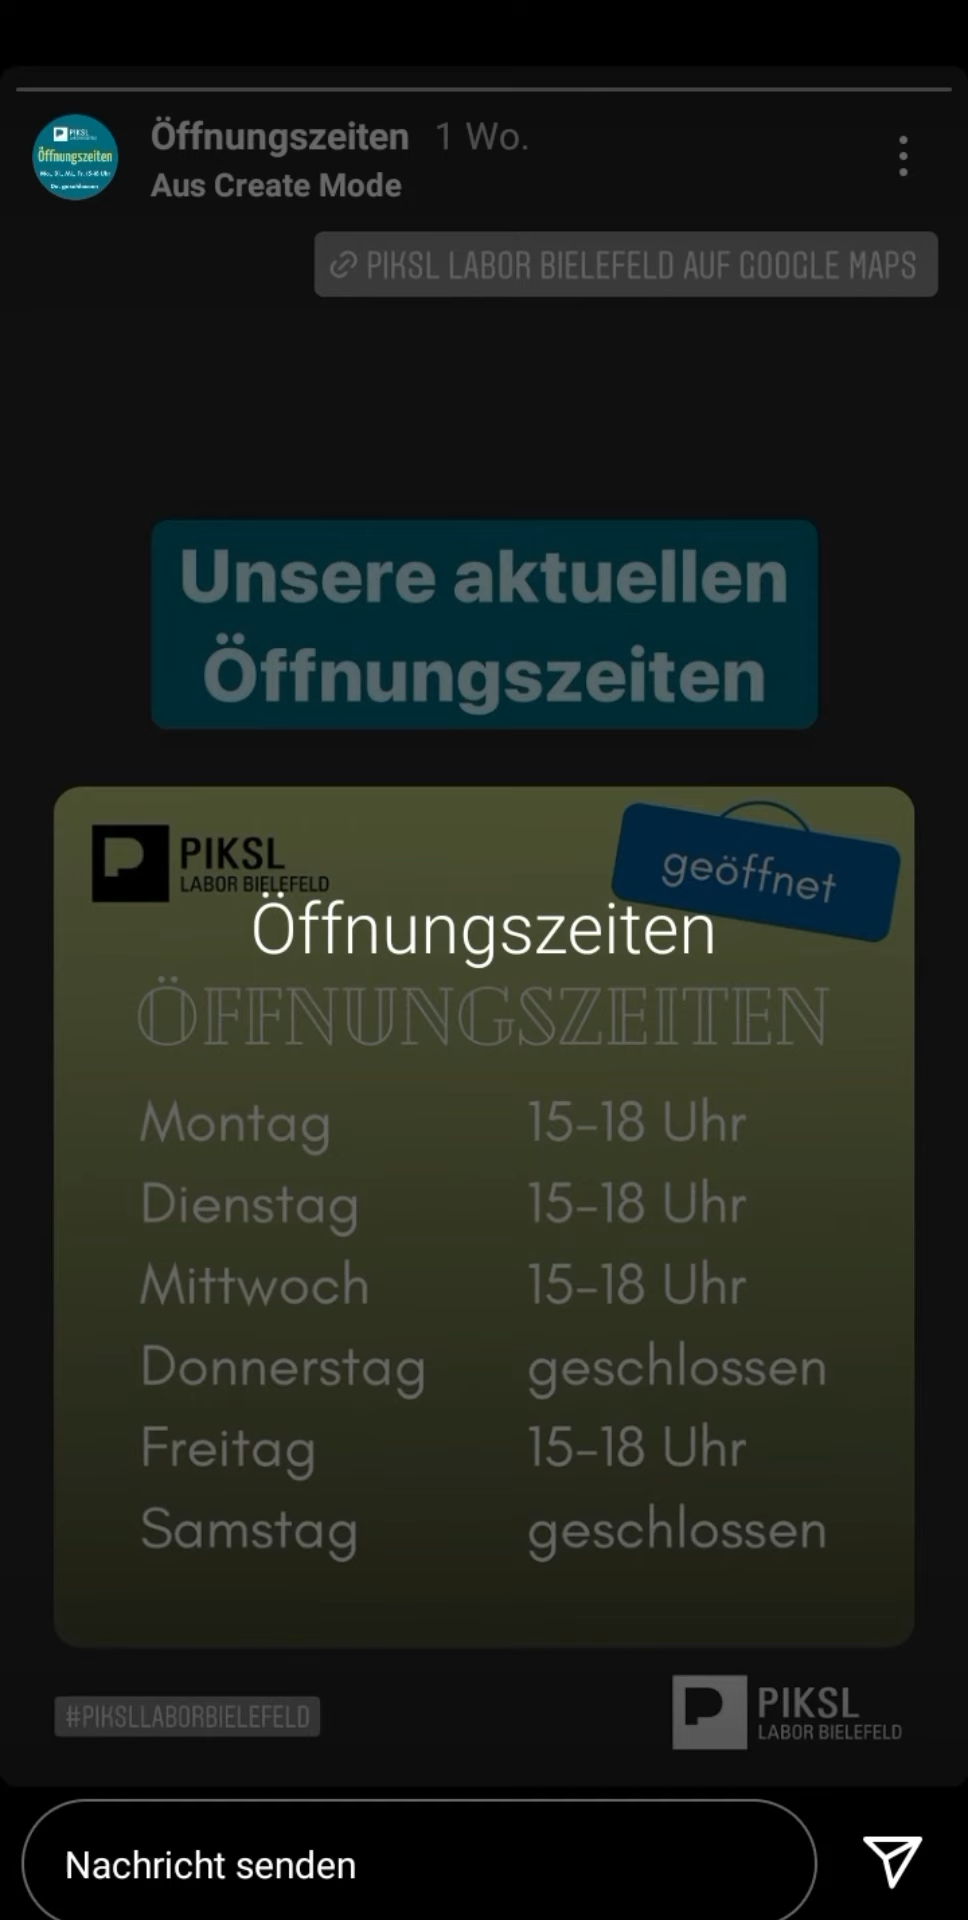 Öffnungszeiten 1 Wo.
Aus Create Mode
PIKSL LABOR BIELEFELD AUF GOOGLE MAPS
Unsere aktuellen
Öffnungszeiten
PIKSL
LABOR BIELEFELD
geöffnet
Öffnungszeiten
ÖFFNUNGSZEITEN
Montag 15-18 Uhr
Dienstag 15-18 Uhr
Mittwoch 15-18 Uhr
Donnerstag geschlossen
Freitag 15-18 Uhr
Samstag geschlossen
#PIKSLLABORBIELEFELD
PIKSL
LABOR BIELEFELD
Nachricht senden